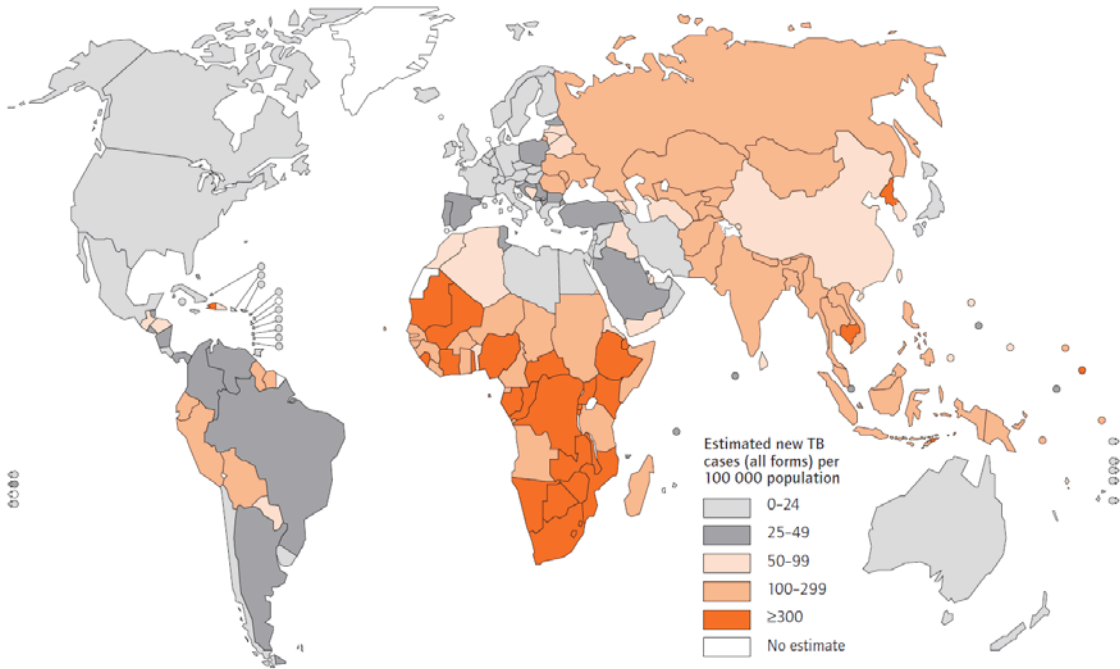 Estimated new TB
cases (all forms) per
100 000 population
0–24
25–49
50–99
100–299
≥300
No estimate